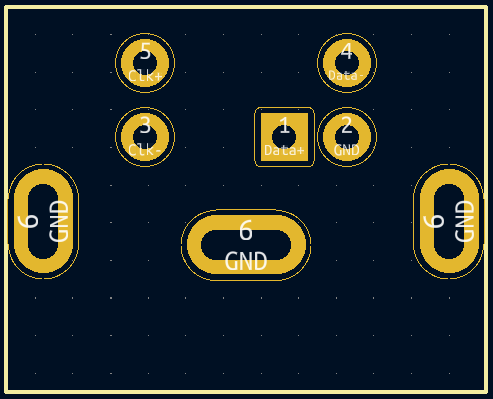 5
Clk+
4
Data-
3
Clk-
1
Data+
2
GND
6
GND
6
GND
6
GND